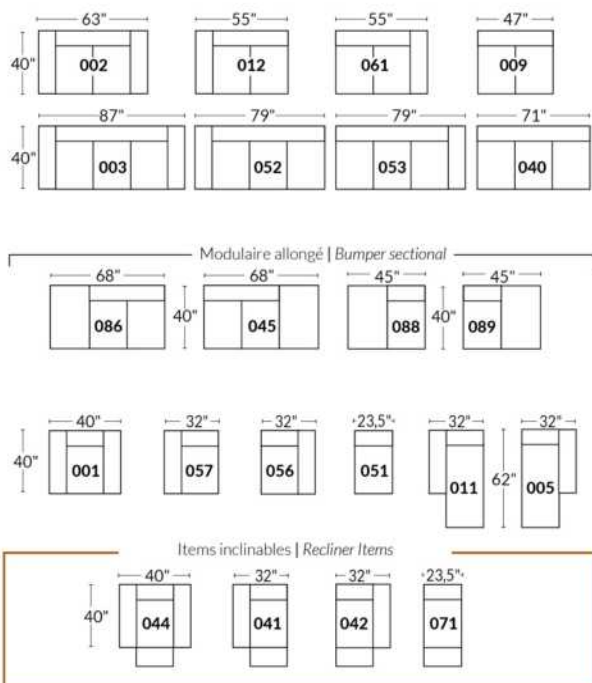 63" 55" 55" 47"
40" 002 012 061 009
87" 79" 79" 71"
40" 003 052 053 040
Modulaire allongé | Bumper sectional
68" 68" 45" 45"
086 40" 045 088 40" 089
40" 32" 32" 23,5" 32" 32"
40" 001 057 056 051 011 62" 005
Items inclinables | Recliner Items
40" 32" 32" 23,5"
40" 044 041 042 071